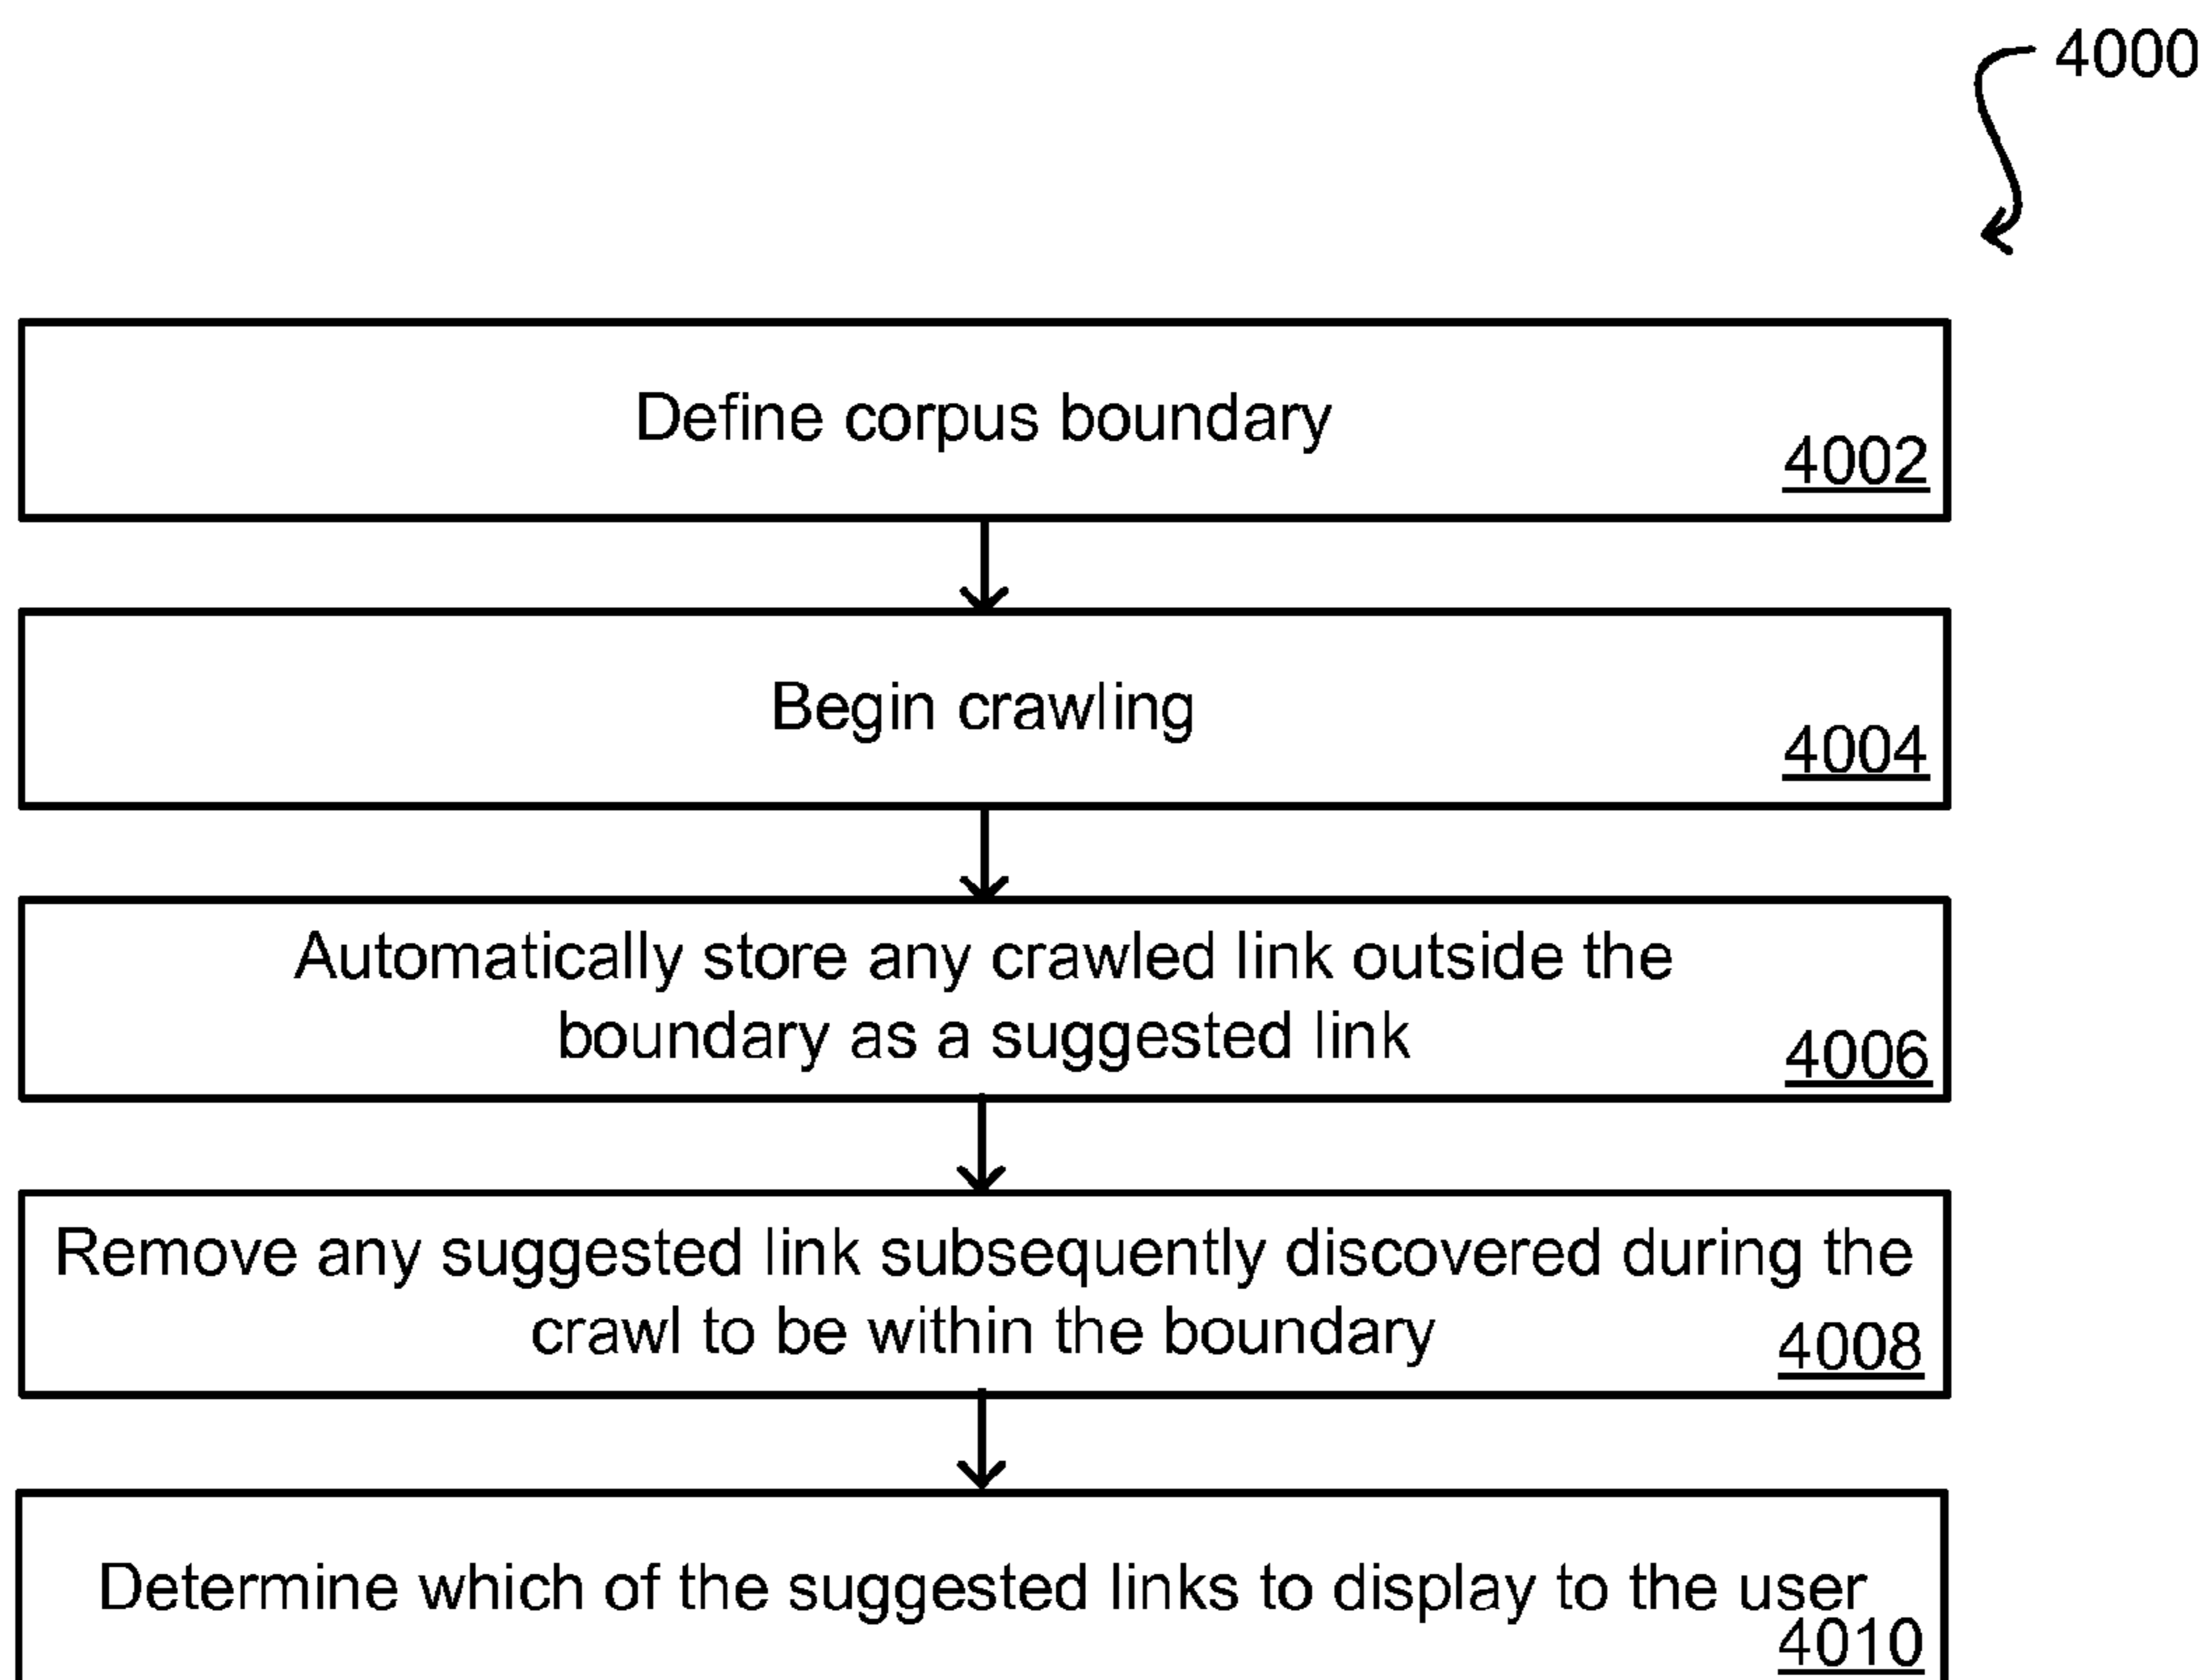 4000
Define corpus boundary
4002
Begin crawling
4004
Automatically store any crawled link outside the
boundary as a suggested link
4006
Remove any suggested link subsequently discovered during the
crawl to be within the boundary
4008
Determine which of the suggested links to display to the user
4010